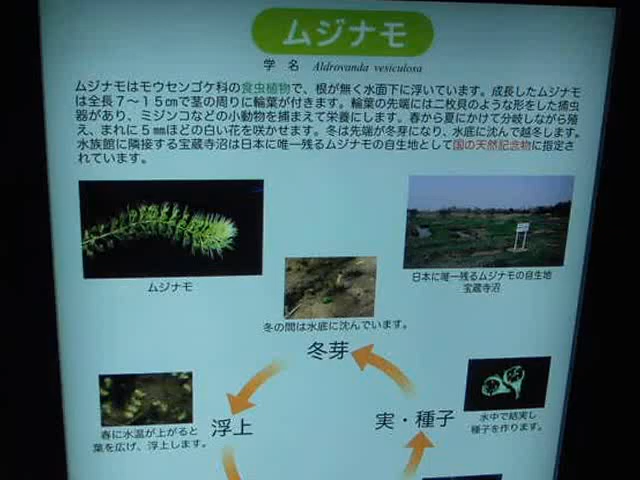 ムジナモ
学 名 Aldrovanda vesiculosa
ムジナモはモウセンゴケ科の食虫植物で、根が無く水面下に浮いています。成長したムジナモ
は全長７～１５㎝で茎の周りに輪葉が付きます。輪葉の先端には二枚貝のような形をした捕虫
器があり、ミジンコなどの小動物を捕まえて栄養にします。春から夏にかけて分岐しながら殖
え、まれに５㎜ほどの白い花を咲かせます。冬は先端が冬芽になり、水底に沈んで越冬します。
水族館に隣接する宝蔵寺沼は日本に唯一残るムジナモの自生地として国の天然記念物に指定さ
れています。
ムジナモ
日本に唯一残るムジナモの自生地
宝蔵寺沼
冬の間は水底に沈んでいます。
冬芽
春に水温が上がると
葉を広げ、浮上します。
浮上
実・種子
水中で結実し
種子を作ります。